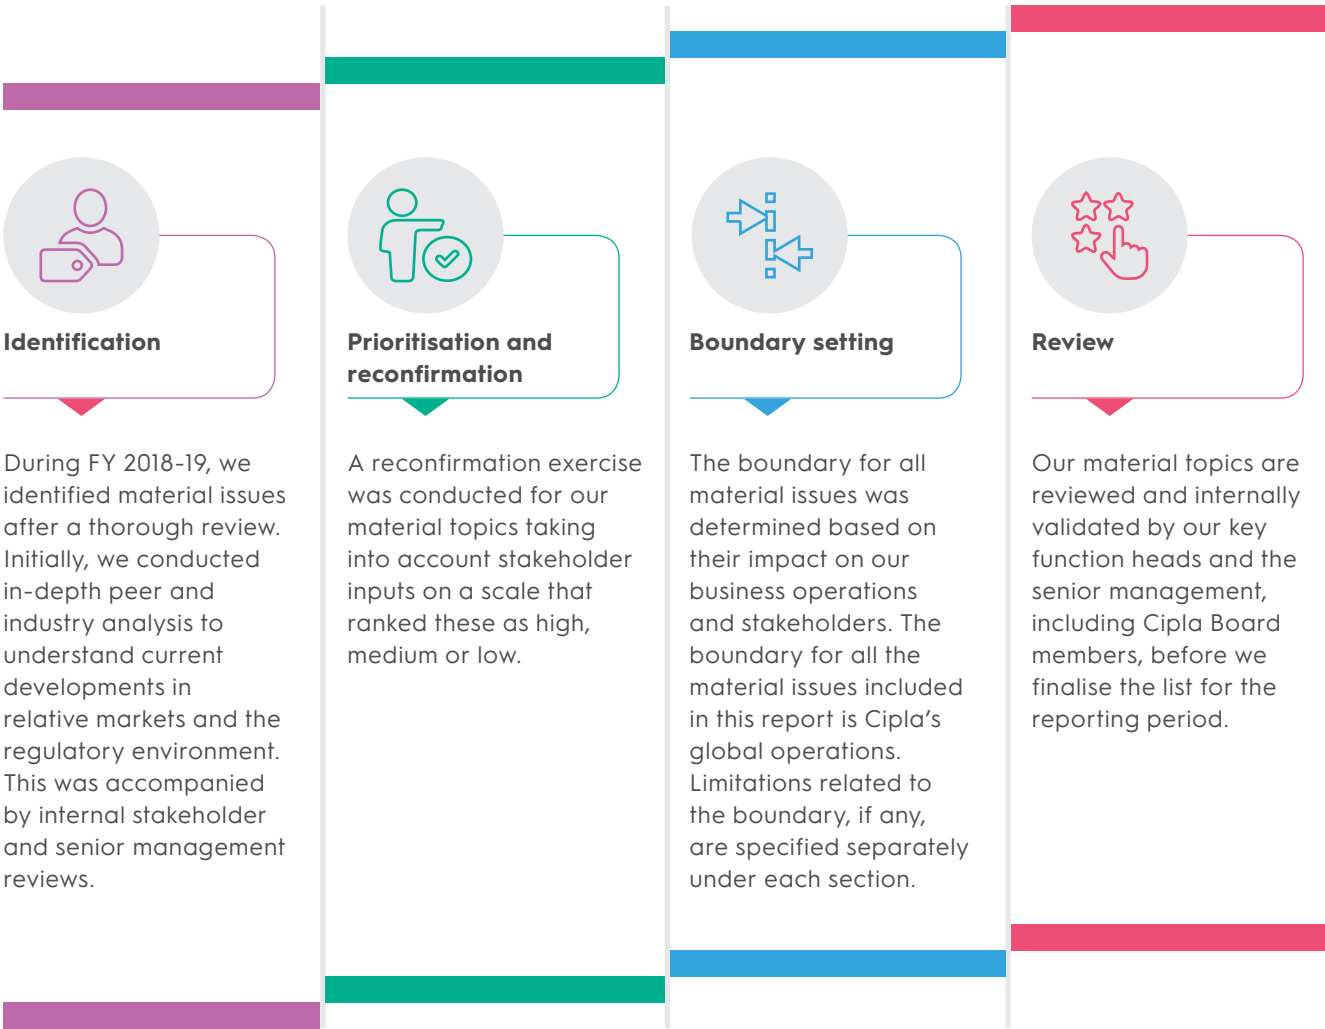 Identification
During FY 2018-19, we
identified material issues
after a thorough review.
Initially, we conducted
in-depth peer and
industry analysis to
understand current
developments in
relative markets and the
regulatory environment.
This was accompanied
by internal stakeholder
and senior management
reviews.
Prioritisation and
reconfirmation
A reconfirmation exercise
was conducted for our
material topics taking
into account stakeholder
inputs on a scale that
ranked these as high,
medium or low.
Boundary setting
The boundary for all
material issues was
determined based on
their impact on our
business operations
and stakeholders. The
boundary for all the
material issues included
in this report is Cipla’s
global operations.
Limitations related to
the boundary, if any,
are specified separately
under each section.
Review
Our material topics are
reviewed and internally
validated by our key
function heads and the
senior management,
including Cipla Board
members, before we
finalise the list for the
reporting period.